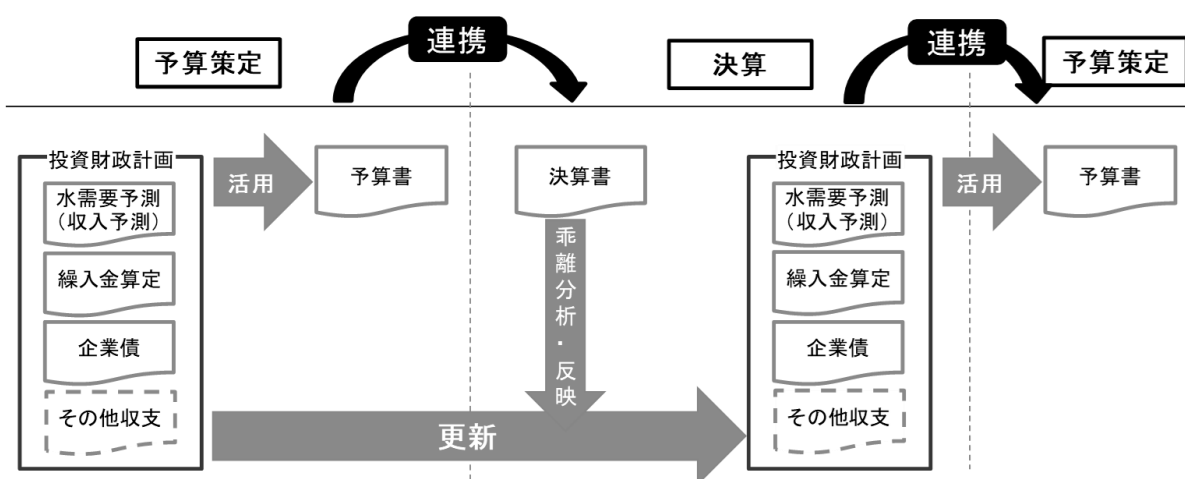 予算策定
連携
決算
連携
予算策定
投資財政計画
水需要予測
（収入予測）
繰入金算定
企業債
その他収支
活用
予算書
決算書
乖離分析・反映
更新
投資財政計画
水需要予測
（収入予測）
繰入金算定
企業債
その他収支
活用
予算書